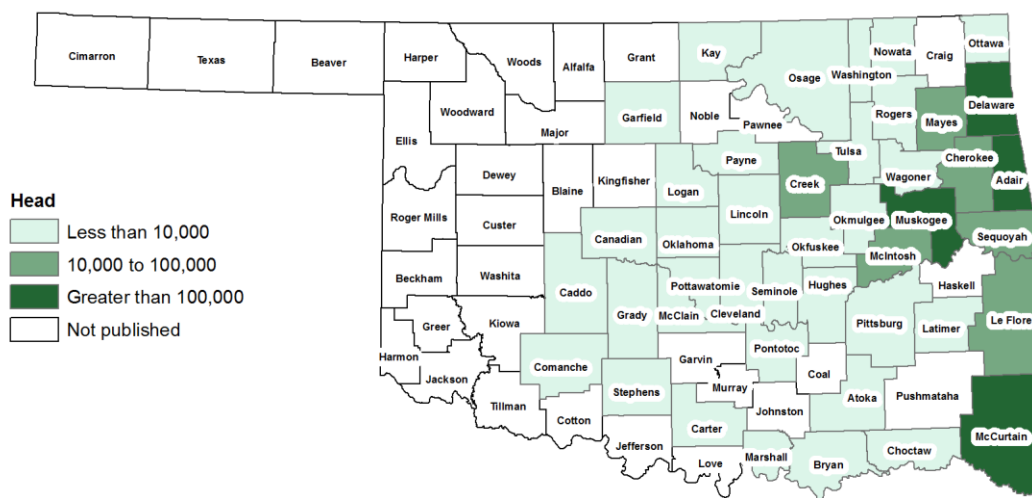 Cimarron
Texas
Beaver
Harper
Woods
Alfalfa
Grant
Kay
Osage
Washington
Nowata
Craig
Ottawa
Delaware
Ellis
Woodward
Major
Garfield
Noble
Pawnee
Rogers
Mayes
Tulsa
Cherokee
Adair
Wagoner
Dewey
Blaine
Kingfisher
Logan
Payne
Creek
Head
Less than 10,000
10,000 to 100,000
Greater than 100,000
Not published
Roger Mills
Custer
Canadian
Oklahoma
Lincoln
Okfuskee
Okmulgee
Muskogee
McIntosh
Sequoyah
Beckham
Washita
Caddo
Grady
Pottawatomie
McClain
Cleveland
Seminole
Hughes
Haskell
Pittsburg
Latimer
Le Flore
Greer
Kiowa
Harmon
Jackson
Comanche
Garvin
Pontotoc
Coal
Murray
Stephens
Tillman
Cotton
Johnston
Atoka
Pushmataha
McCurtain
Carter
Jefferson
Love
Marshall
Bryan
Choctaw